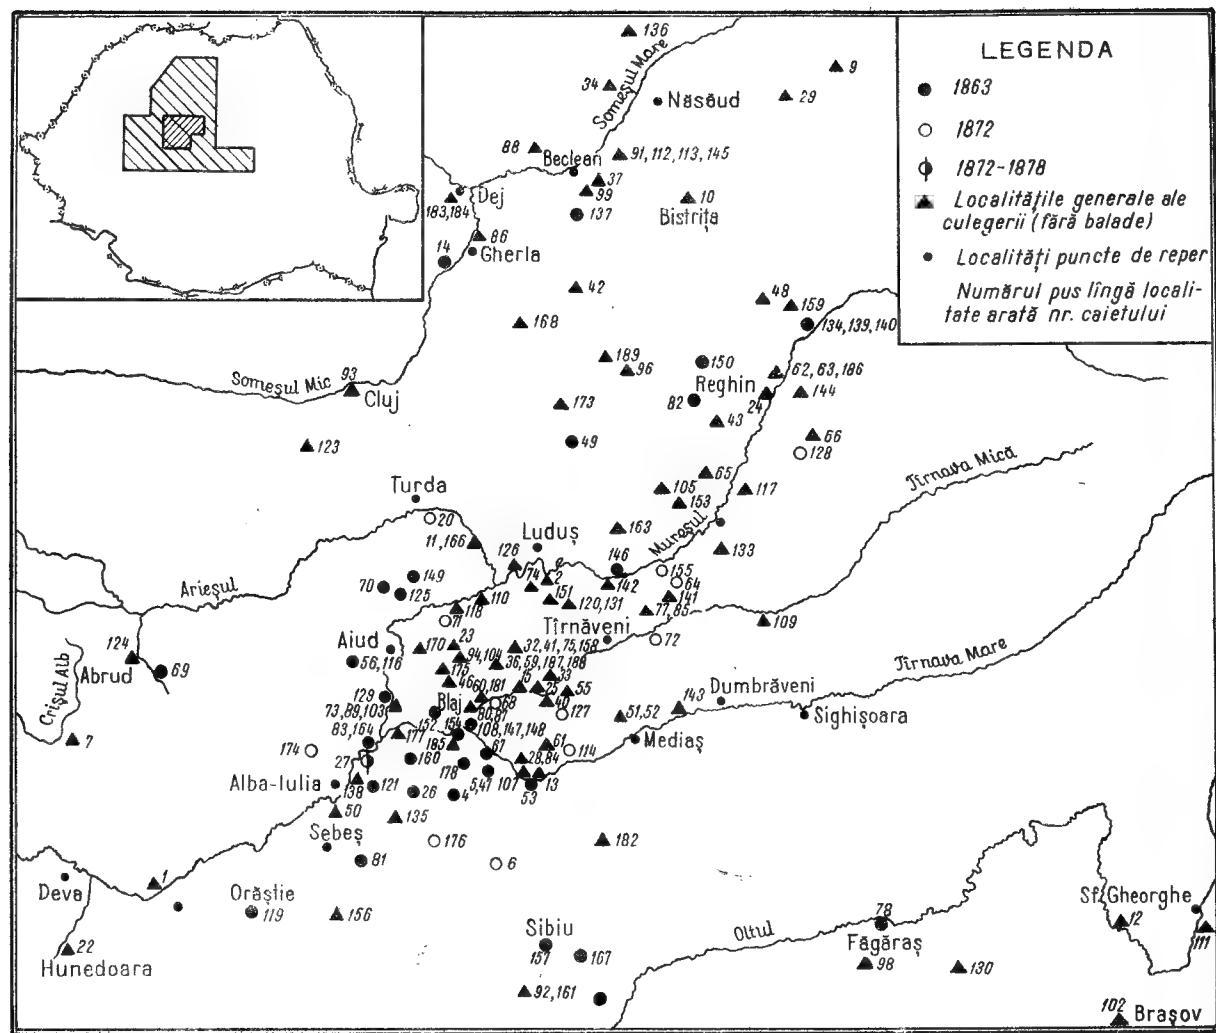 LEGENDA
1863
1872
1872-1878
Localitățile generale ale
culegerii (fără balade)
Localități puncte de reper
Numărul pus lîngă locali-
tate arată nr. caietului
136
9
34
Someșul Mare
29
Năsăud
88
Beclean
91, 112, 113, 145
37
99
10
Dej
183, 184
137
Bistrița
86
14
Gherla
42
48
159
168
134, 139, 140
189
150
96
62, 63, 186
Someșul Mic
93
Cluj
Reghin
173
82
24
144
43
49
66
123
128
Tîrnava Mică
65
Turda
105
117
153
20
163
Mureșul
11, 166
Luduș
133
126
146
155
2
64
Arieșul
149
74
142
70
125
151
141
110
120, 131
77, 85
118
71
Tîrnăveni
109
72
23
32, 41, 75, 158
Aiud
170
Tîrnava Mare
124
94, 104
36, 59, 187, 188
Abrud
69
56, 116
175
33
Crișul Alb
46
60, 181
15
25
55
129
68
40
Dumbrăveni
143
73, 89, 103
Blaj
80, 87
127
51, 52
Sighișoara
152
154
108, 147, 148
7
83, 164
177
61
Mediaș
174
185
67
114
27
160
28, 84
178
5, 47
107
13
Alba-Iulia
138
121
26
4
53
50
135
Sebeș
176
182
81
6
Deva
1
Orăștie
119
156
78
Sf. Gheorghe
Sibiu
Oltul
12
22
Făgăraș
111
Hunedoara
157
167
98
130
92, 161
102
Brașov